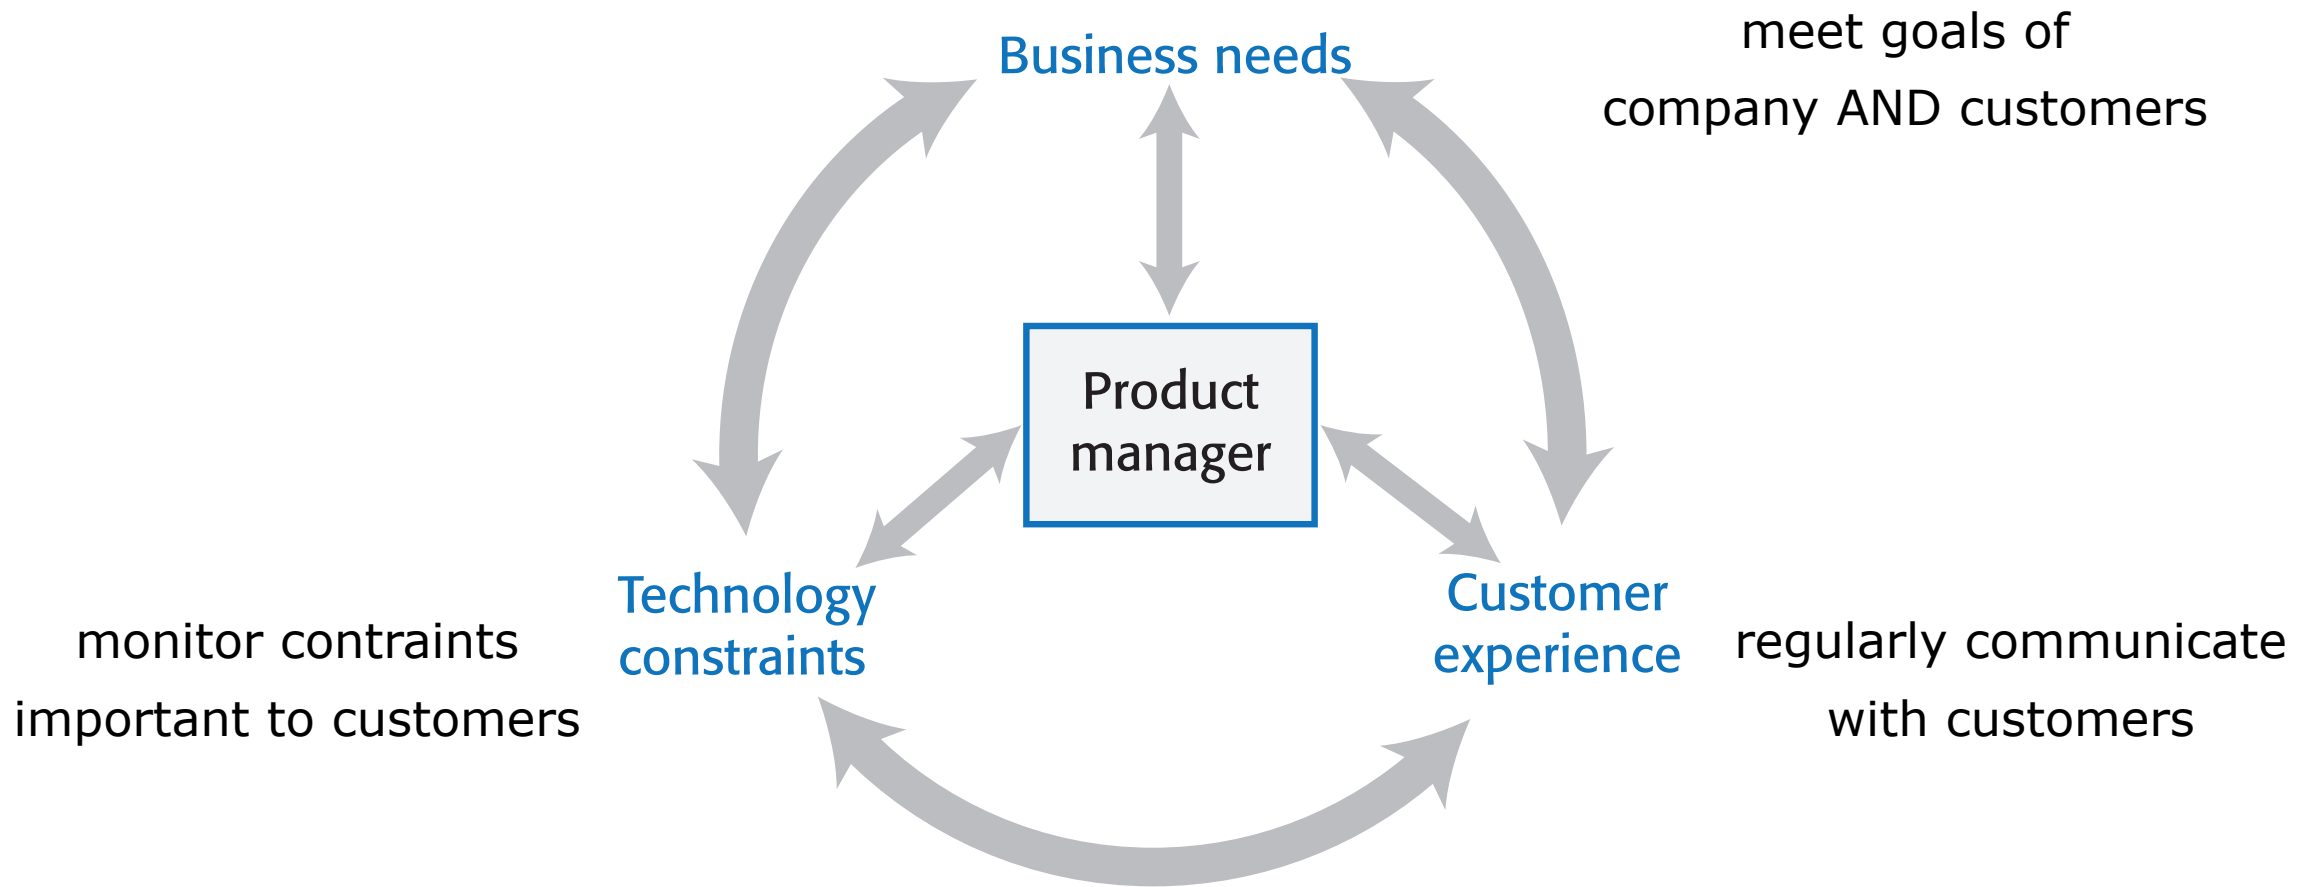 Business needs
meet goals of
company AND customers
Product
manager
Technology
constraints
monitor contraints
important to customers
Customer
experience
regularly communicate
with customers